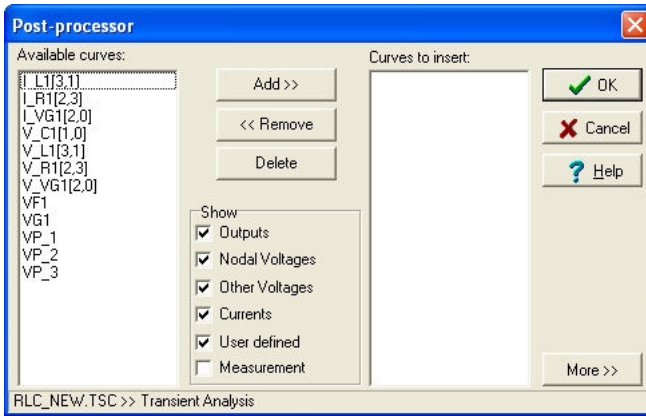 Post-processor
Available curves:
I_L1[3,1]
I_R1[2,3]
I_VG1[2,0]
V_C1[1,0]
V_L1[3,1]
V_R1[2,3]
V_VG1[2,0]
VF1
VG1
VP_1
VP_2
VP_3
Add >>
<< Remove
Delete
Show
Outputs
Nodal Voltages
Other Voltages
Currents
User defined
Measurement
Curves to insert:
OK
Cancel
? Help
More >>
RLC_NEW.TSC >> Transient Analysis